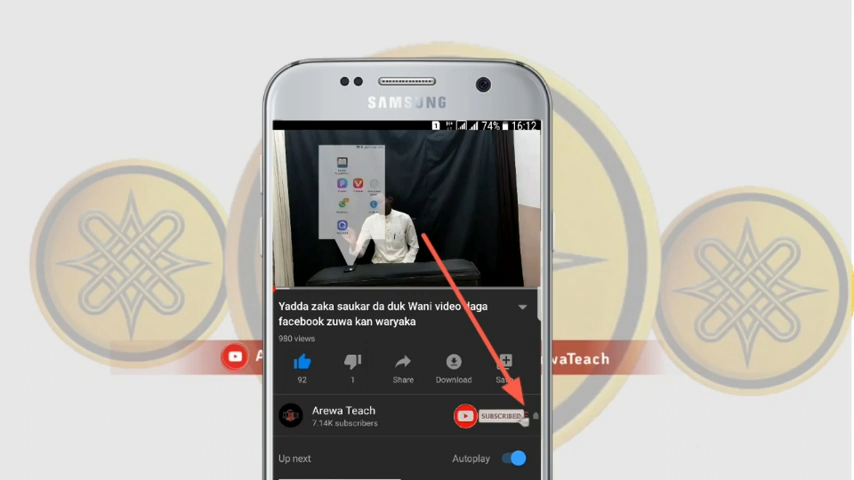 SAMSUNG
74% 16:12
Yadda zaka saukar da duk Wani video daga
facebook zuwa kan waryaka
980 views
92
1
Share
Download
Arewa Teach
7.14K subscribers
SUBSCRIBED
Up next
Autoplay
ewaTeach